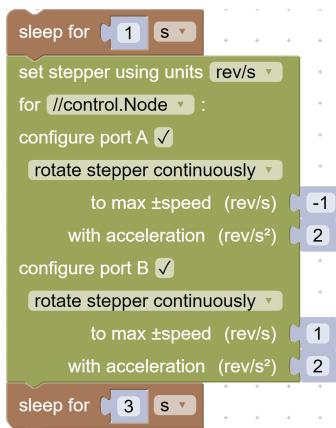 sleep for 1 s
set stepper using units rev/s
for //control.Node :
configure port A ✓
rotate stepper continuously
to max ±speed (rev/s) -1
with acceleration (rev/s²) 2
configure port B ✓
rotate stepper continuously
to max ±speed (rev/s) 1
with acceleration (rev/s²) 2
sleep for 3 s